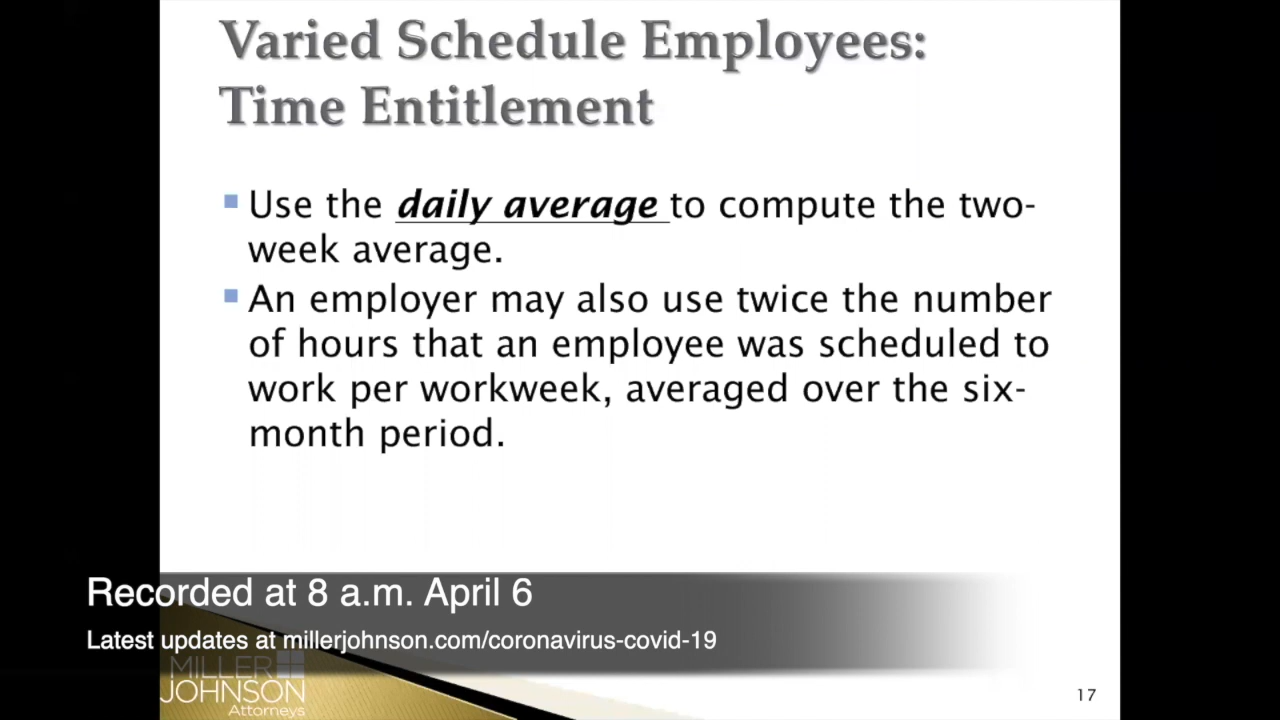 Varied Schedule Employees:
Time Entitlement
Use the daily average to compute the two-
week average.
An employer may also use twice the number
of hours that an employee was scheduled to
work per workweek, averaged over the six-
month period.
Recorded at 8 a.m. April 6
Latest updates at millerjohnson.com/coronavirus-covid-19
MILLER
JOHNSON
Attorneys
17